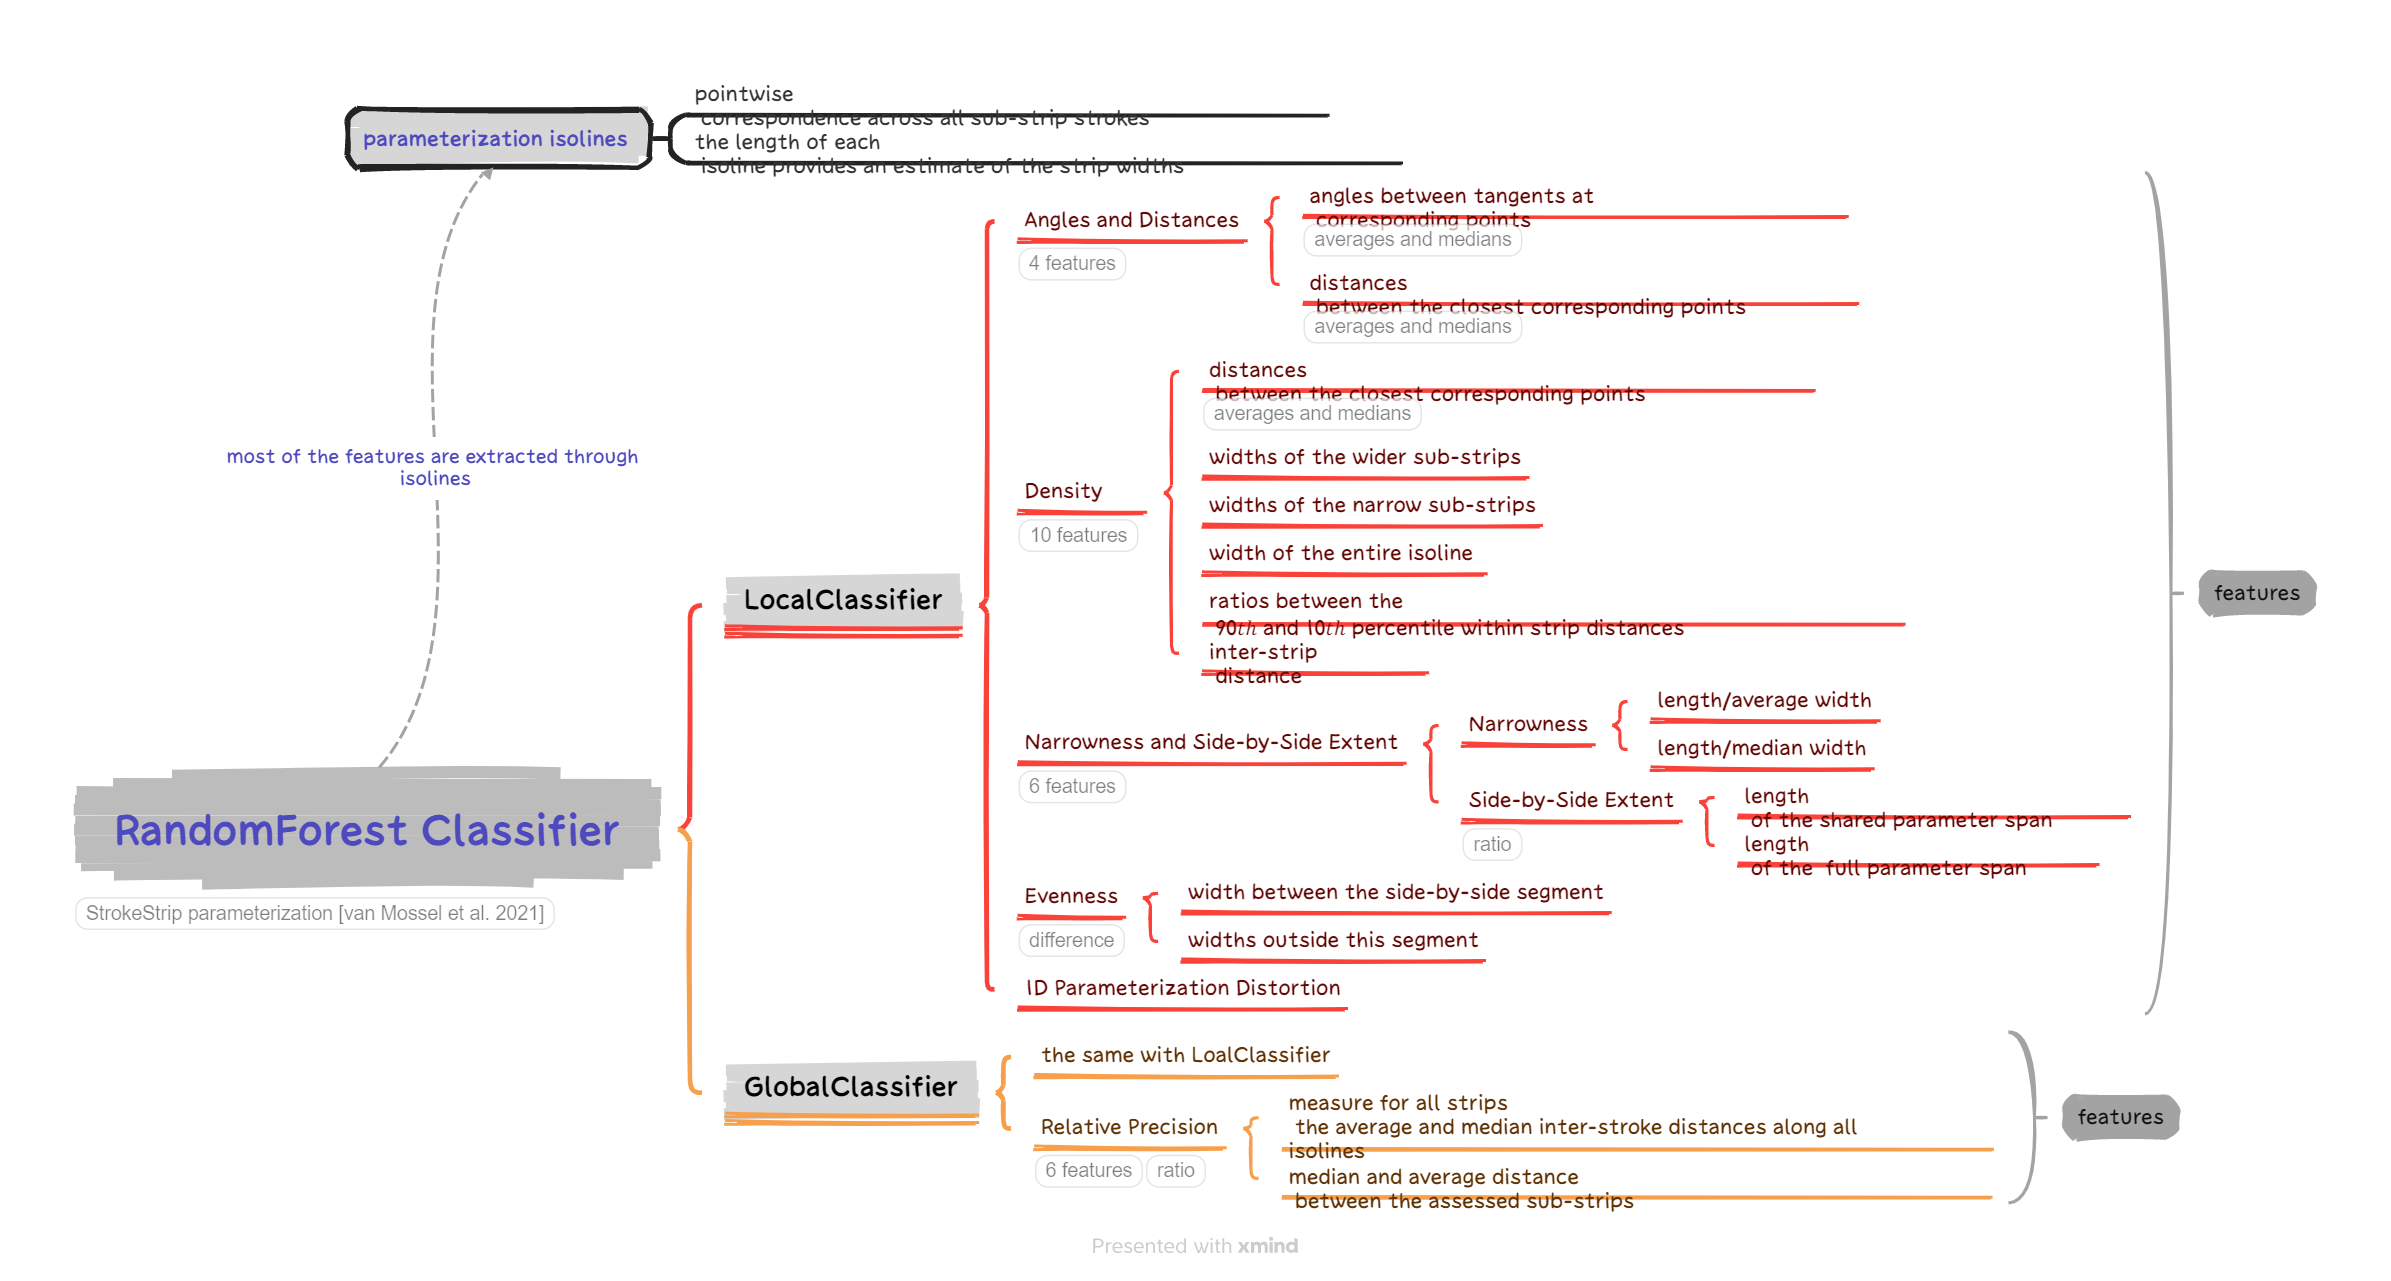 pointwise
correspondence across all sub-strip strokes
parameterization isolines
the length of each
isoline provides an estimate of the strip widths
most of the features are extracted through
isolines
RandomForest Classifier
StrokeStrip parameterization [van Mossel et al. 2021]
LocalClassifier
Angles and Distances
4 features
angles between tangents at
corresponding points
averages and medians
distances
between the closest corresponding points
averages and medians
Density
10 features
distances
between the closest corresponding points
averages and medians
widths of the wider sub-strips
widths of the narrow sub-strips
width of the entire isoline
ratios between the
90th and 10th percentile within strip distances
inter-strip
distance
Narrowness and Side-by-Side Extent
6 features
Narrowness
length/average width
length/median width
Side-by-Side Extent
ratio
length
of the shared parameter span
length
of the full parameter span
Evenness
difference
width between the side-by-side segment
widths outside this segment
1D Parameterization Distortion
features
GlobalClassifier
the same with LoalClassifier
Relative Precision
6 features
ratio
measure for all strips
the average and median inter-stroke distances along all
isolines
median and average distance
between the assessed sub-strips
features
Presented with xmind